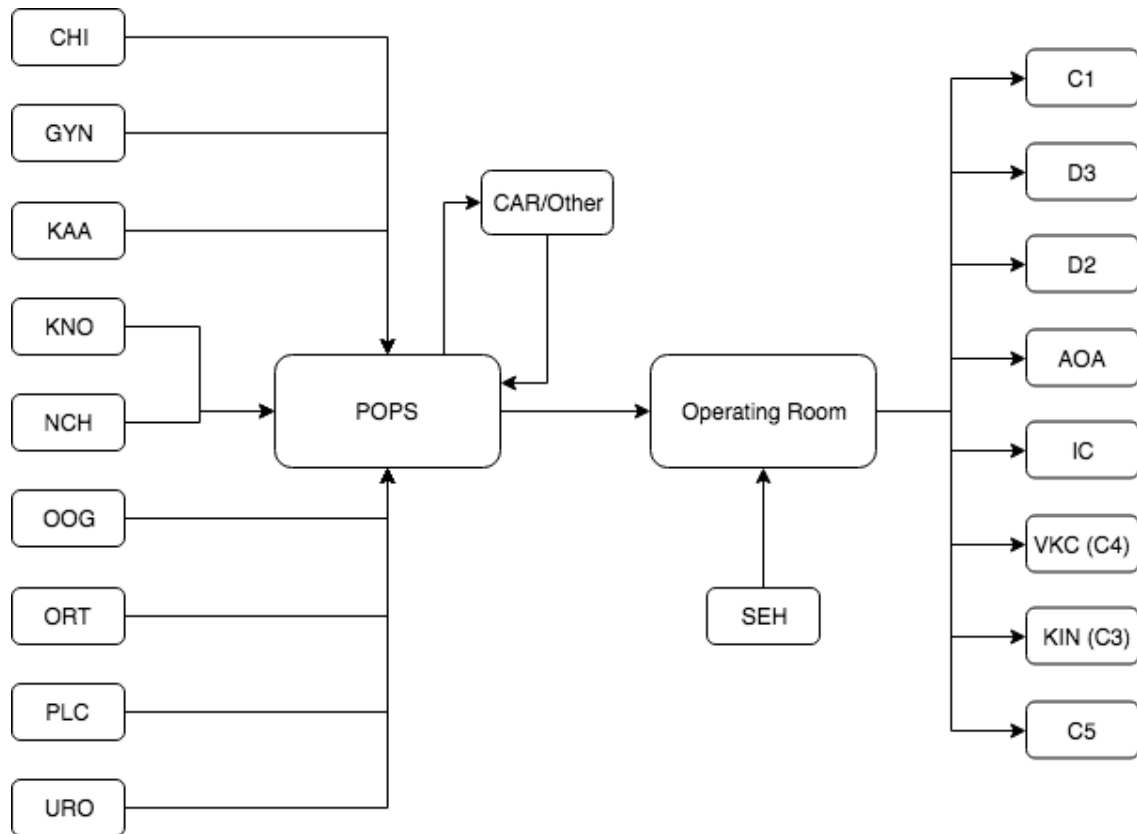 CHI
GYN
KAA
KNO
NCH
OOG
ORT
PLC
URO
CAR/Other
POPS
Operating Room
SEH
C1
D3
D2
AOA
IC
VKC (C4)
KIN (C3)
C5